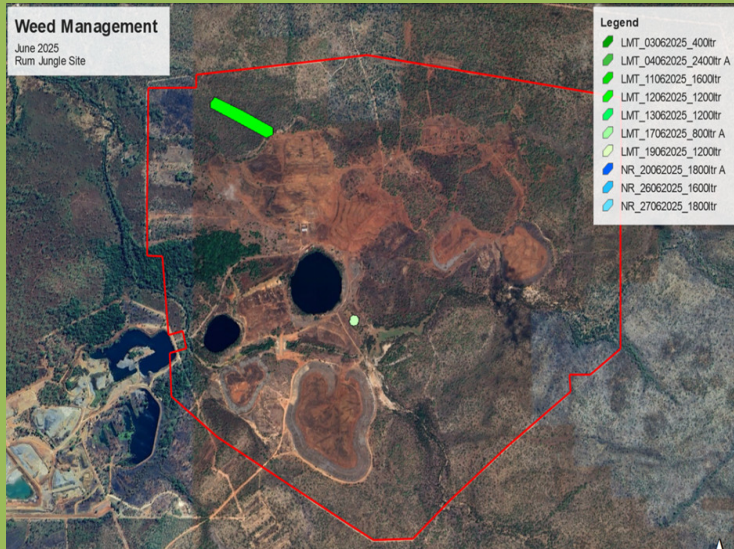 Weed Management
June 2025
Rum Jungle Site
Legend
LMT_03062025_400ltr
LMT_04062025_2400ltr A
LMT_11062025_1600ltr
LMT_12062025_1200ltr
LMT_13062025_1200ltr
LMT_17062025_800ltr A
LMT_19062025_1200ltr
NR_20062025_1800ltr A
NR_26062025_1600ltr
NR_27062025_1800ltr